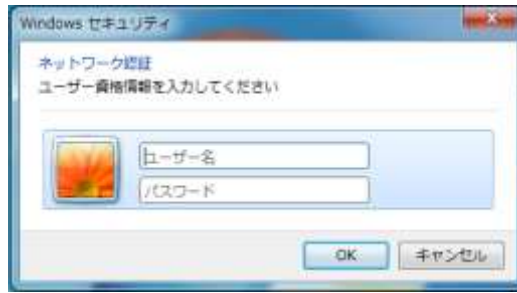 Windows セキュリティ
ネットワーク認証
ユーザー資格情報を入力してください
ユーザー名
パスワード
OK
キャンセル